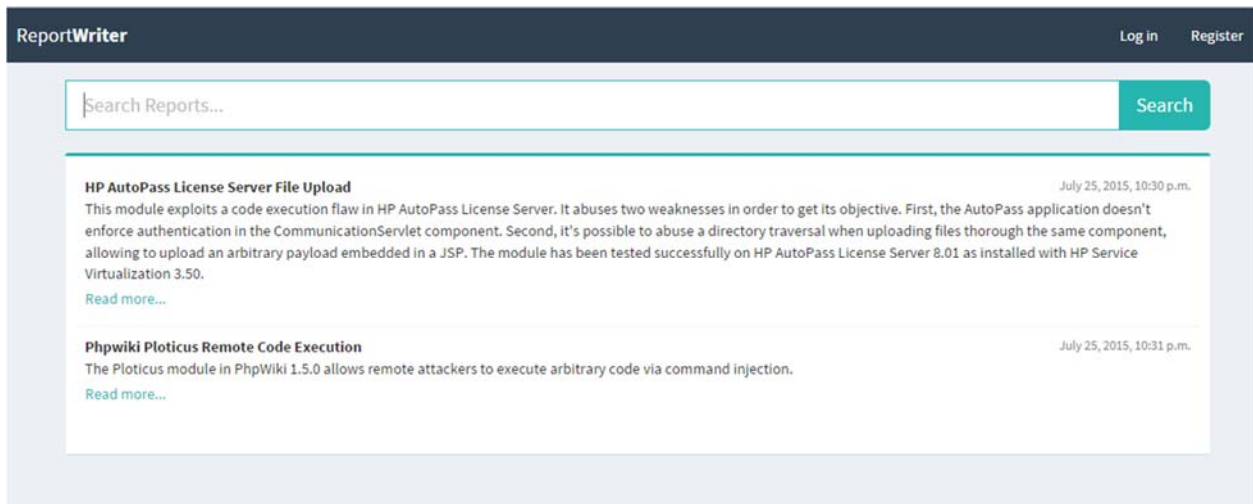 ReportWriter
Log in
Register
Search Reports...
Search
HP AutoPass License Server File Upload
July 25, 2015, 10:30 p.m.
This module exploits a code execution flaw in HP AutoPass License Server. It abuses two weaknesses in order to get its objective. First, the AutoPass application doesn't
enforce authentication in the CommunicationServlet component. Second, it's possible to abuse a directory traversal when uploading files thorough the same component,
allowing to upload an arbitrary payload embedded in a JSP. The module has been tested successfully on HP AutoPass License Server 8.01 as installed with HP Service
Virtualization 3.50.
Read more...
Phpwiki Ploticus Remote Code Execution
July 25, 2015, 10:31 p.m.
The Ploticus module in PhpWiki 1.5.0 allows remote attackers to execute arbitrary code via command injection.
Read more...